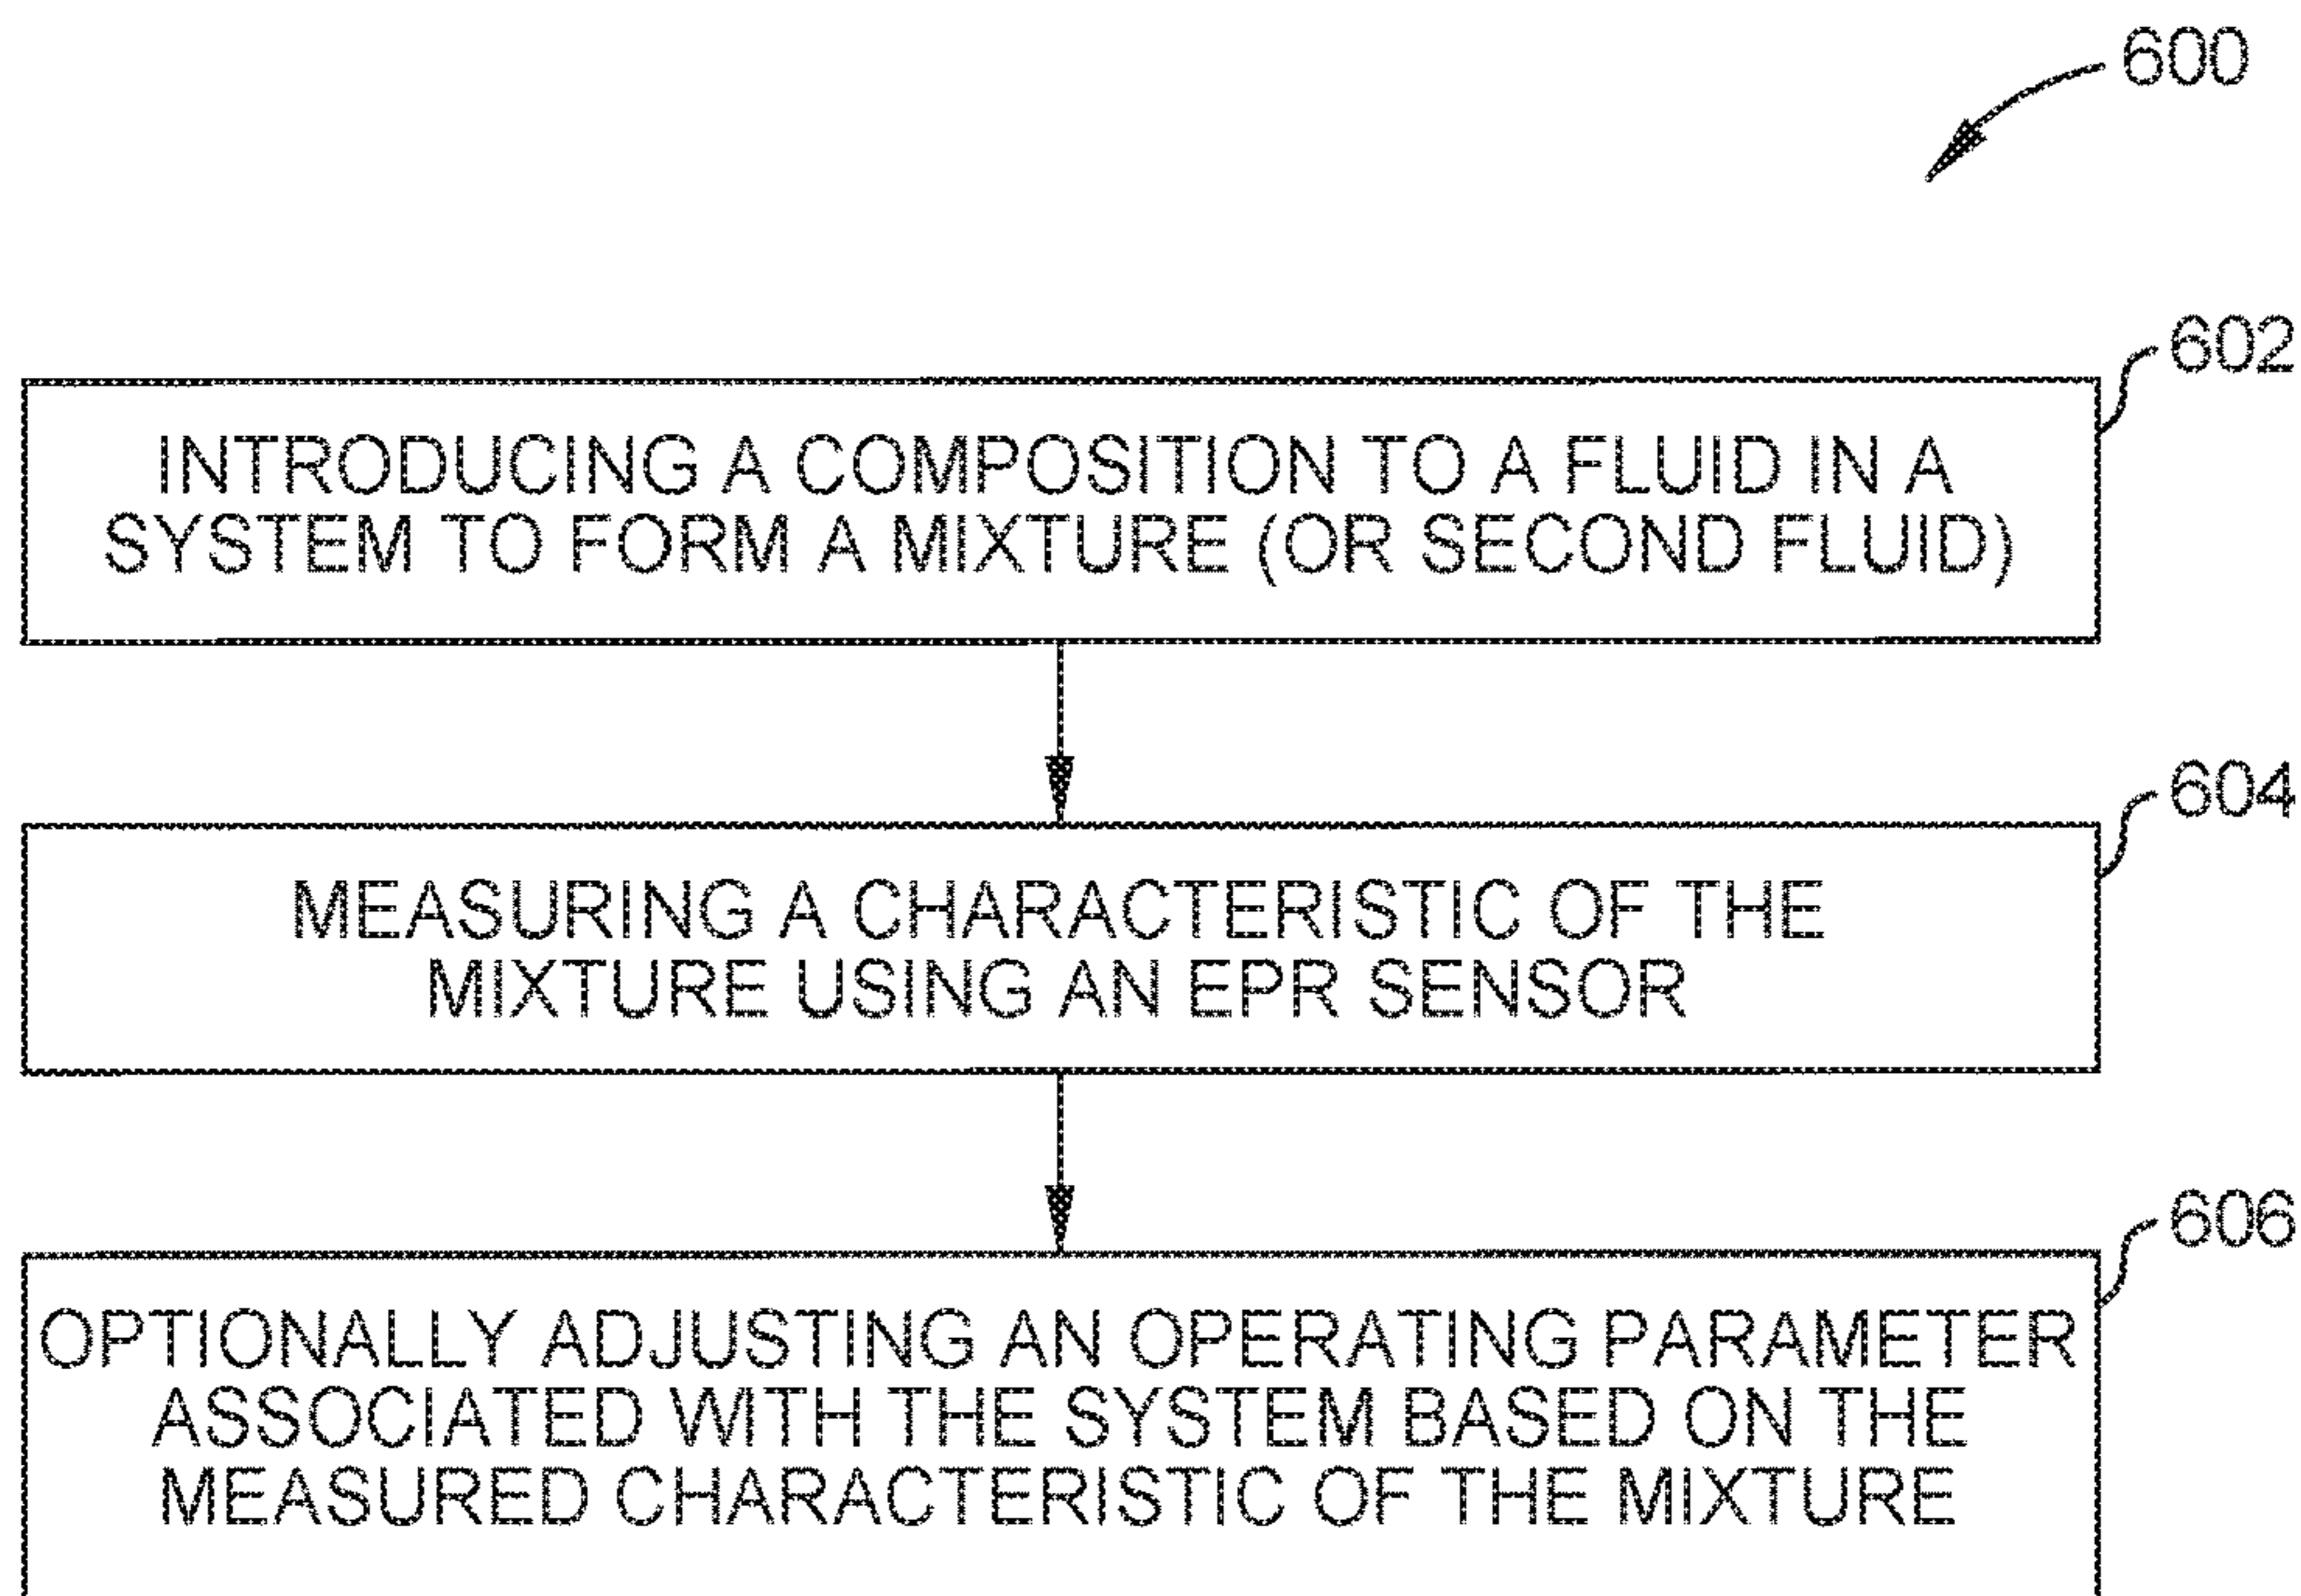 600
602
INTRODUCING A COMPOSITION TO A FLUID IN A
SYSTEM TO FORM A MIXTURE (OR SECOND FLUID)
604
MEASURING A CHARACTERISTIC OF THE
MIXTURE USING AN EPR SENSOR
606
OPTIONALLY ADJUSTING AN OPERATING PARAMETER
ASSOCIATED WITH THE SYSTEM BASED ON THE
MEASURED CHARACTERISTIC OF THE MIXTURE